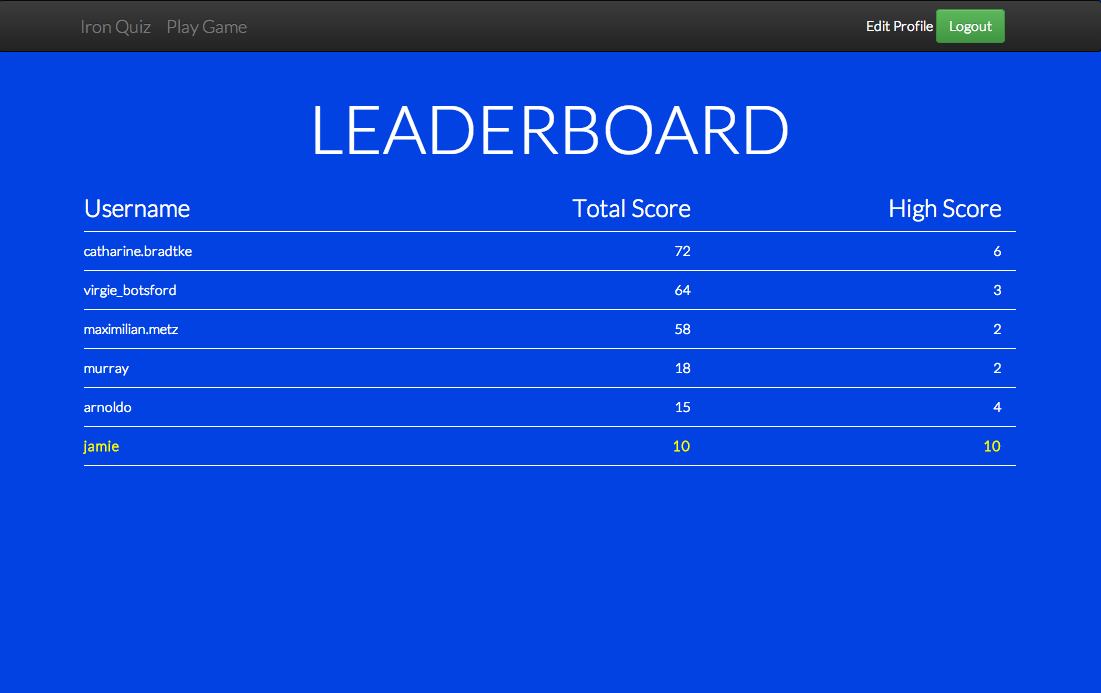 Iron Quiz Play Game Edit Profile Logout
LEADERBOARD
Username Total Score High Score
catharine.bradtke 72 6
virgie_botsford 64 3
maximilian.metz 58 2
murray 18 2
arnoldo 15 4
jamie 10 10